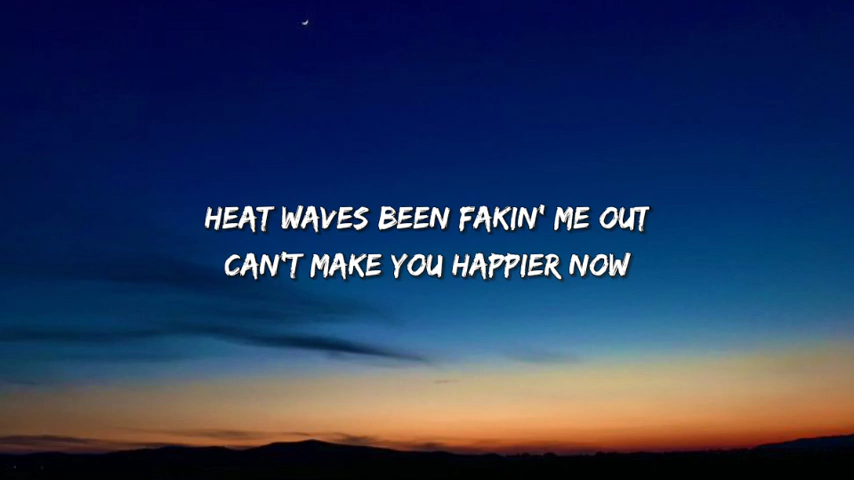 HEAT WAVES BEEN FAKIN' ME OUT
CAN'T MAKE YOU HAPPIER NOW